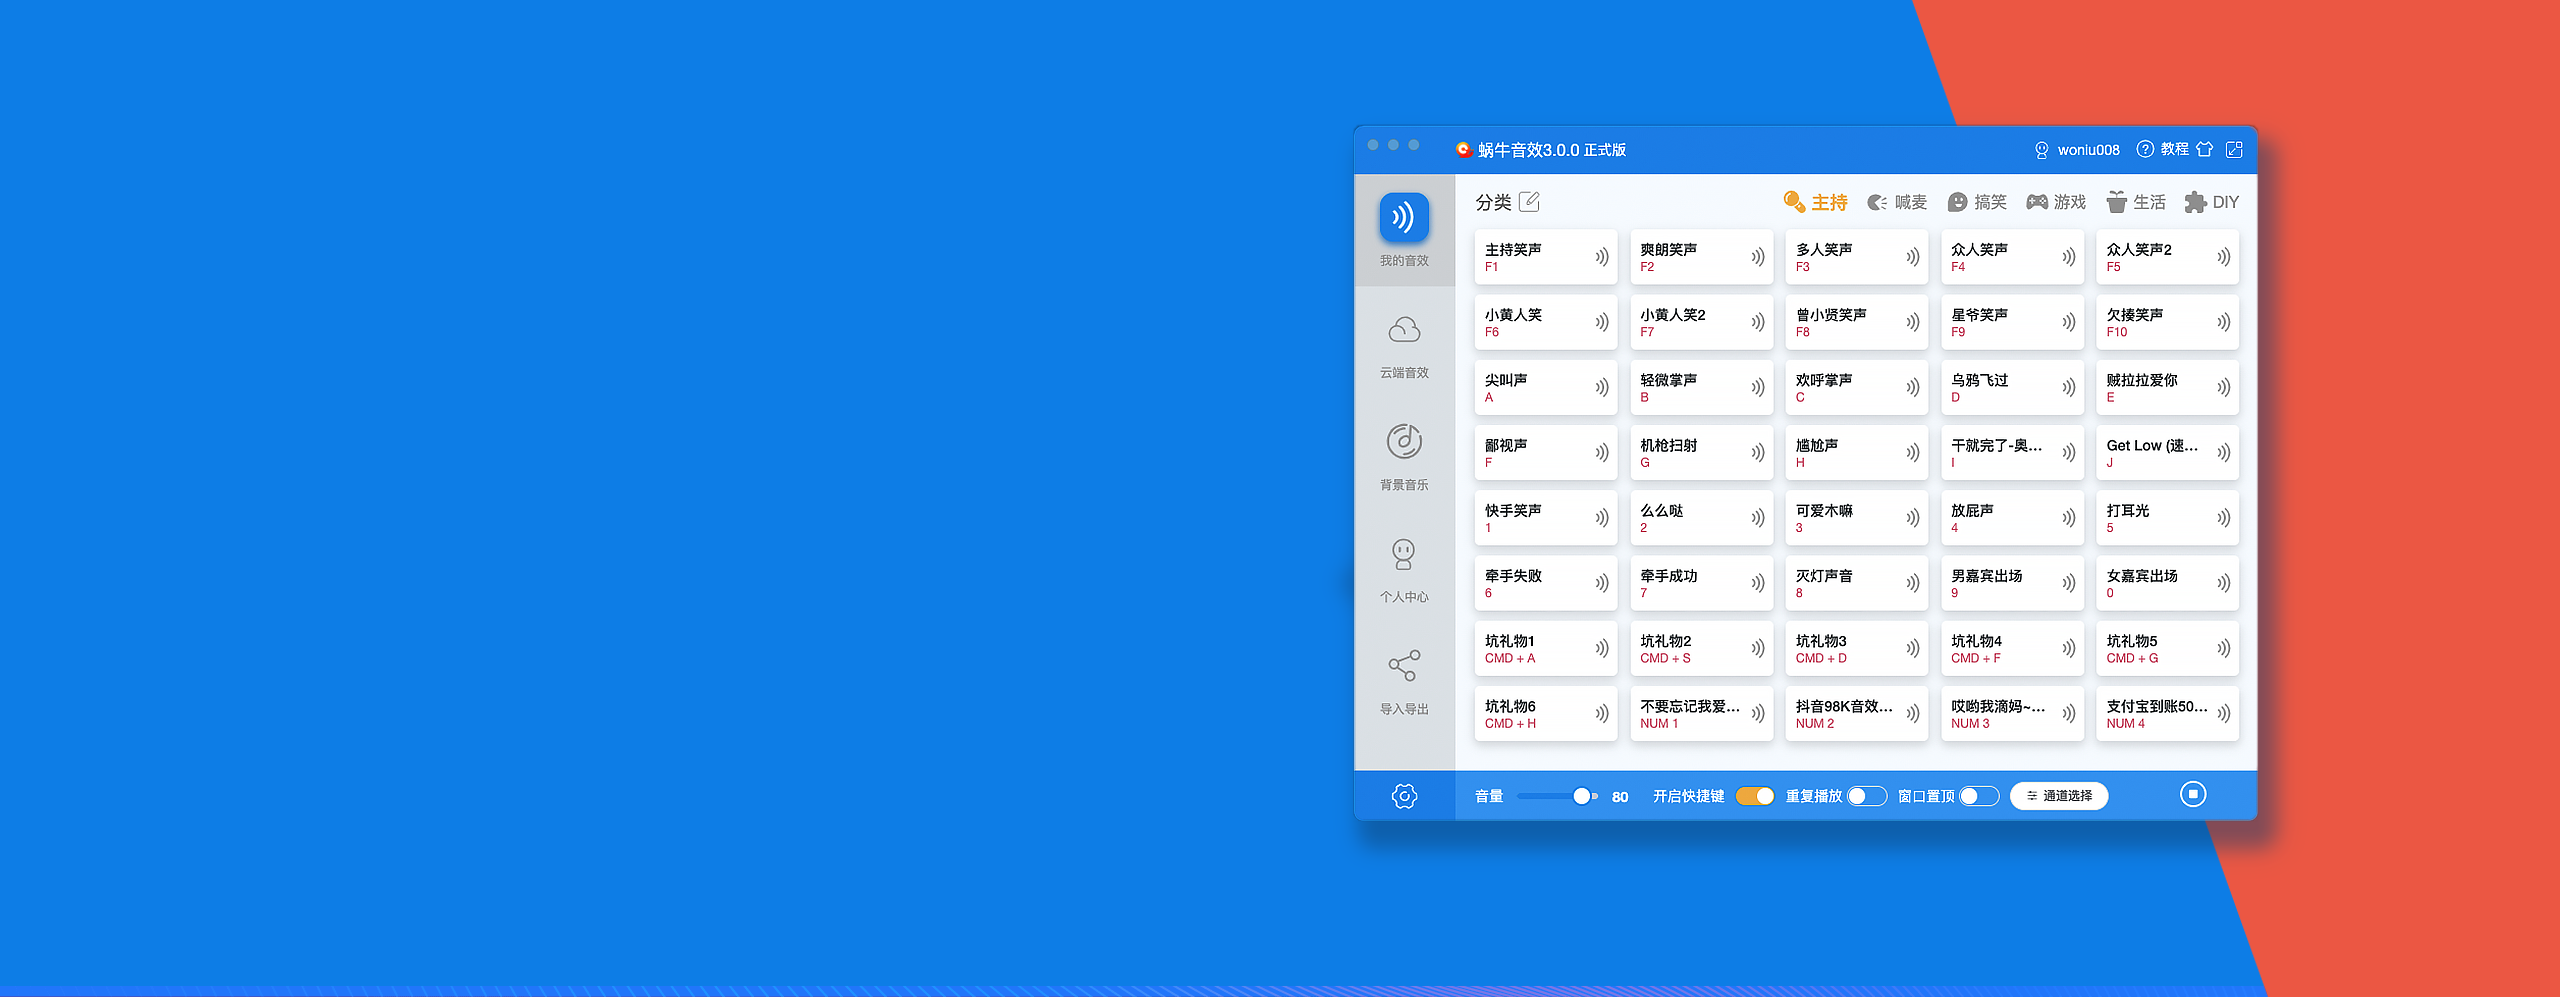 蜗牛音效3.0.0 正式版
woniu008
教程
我的音效
云端音效
背景音乐
个人中心
导入导出
分类
主持
喊麦
搞笑
游戏
生活
DIY
主持笑声
F1
爽朗笑声
F2
多人笑声
F3
众人笑声
F4
众人笑声2
F5
小黄人笑
F6
小黄人笑2
F7
曾小贤笑声
F8
星爷笑声
F9
欠揍笑声
F10
尖叫声
A
轻微掌声
B
欢呼掌声
C
乌鸦飞过
D
贼拉拉爱你
E
鄙视声
F
机枪扫射
G
尴尬声
H
干就完了-奥...
I
Get Low (速...
J
快手笑声
1
么么哒
2
可爱木嘛
3
放屁声
4
打耳光
5
牵手失败
6
牵手成功
7
灭灯声音
8
男嘉宾出场
9
女嘉宾出场
0
坑礼物1
CMD + A
坑礼物2
CMD + S
坑礼物3
CMD + D
坑礼物4
CMD + F
坑礼物5
CMD + G
坑礼物6
CMD + H
不要忘记我爱...
NUM 1
抖音98K音效...
NUM 2
哎哟我滴妈~...
NUM 3
支付宝到账50...
NUM 4
音量
80
开启快捷键
重复播放
窗口置顶
通道选择